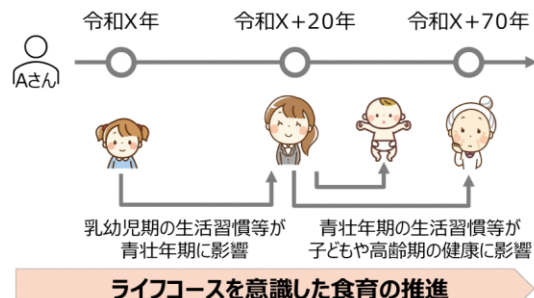 令和X年
令和X+20年
令和X+70年
Aさん
乳幼児期の生活習慣等が
青壮年期に影響
青壮年期の生活習慣等が
子どもや高齢期の健康に影響
ライフコースを意識した食育の推進